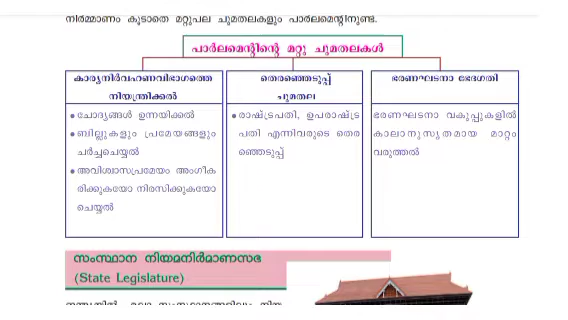 നിർമ്മാണം കൂടാതെ മറ്റുപല ചുമതലകളും പാർലമെന്റിനുണ്ട്.
പാർലമെന്റിന്റെ മറ്റു ചുമതലകൾ
കാര്യനിർവഹണവിഭാഗത്തെ
നിയന്ത്രിക്കൽ
• ചോദ്യങ്ങൾ ഉന്നയിക്കൽ
• ബില്ലുകളും പ്രമേയങ്ങളും
ചർച്ചചെയ്യൽ
• അവിശ്വാസപ്രമേയം അംഗീക
രിക്കുകയോ നിരസിക്കുകയോ
ചെയ്യൽ
തെരഞ്ഞെടുപ്പ്
ചുമതല
• രാഷ്ട്രപതി, ഉപരാഷ്ട്ര
പതി എന്നിവരുടെ തെര
ഞ്ഞെടുപ്പ്
ഭരണഘടനാ ഭേദഗതി
ഭരണഘടനാ വകുപ്പുകളിൽ
കാലാനുസൃതമായ മാറ്റം
വരുത്തൽ
സംസ്ഥാന നിയമനിർമാണസഭ
(State Legislature)